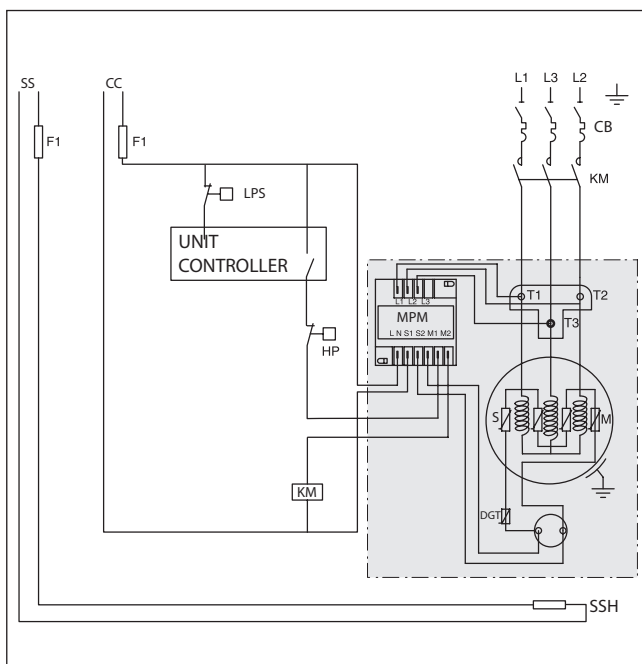 SS CC L1 L3 L2
F1 F1 CB
LPS KM
UNIT
CONTROLLER
L1 L2 L3 T1 T2
MPM T3
L N S1 S2 M1 M2
HP
S M
KM
DGT
SSH